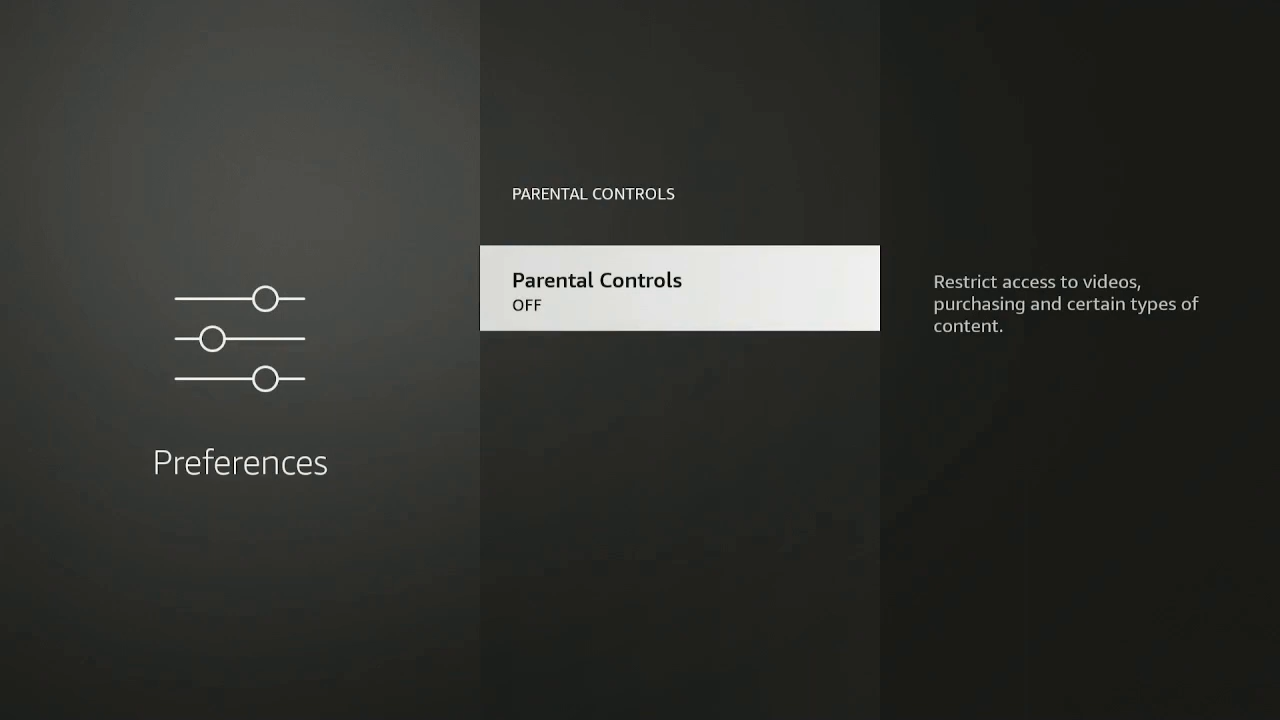 Preferences
PARENTAL CONTROLS
Parental Controls
OFF
Restrict access to videos,
purchasing and certain types of
content.